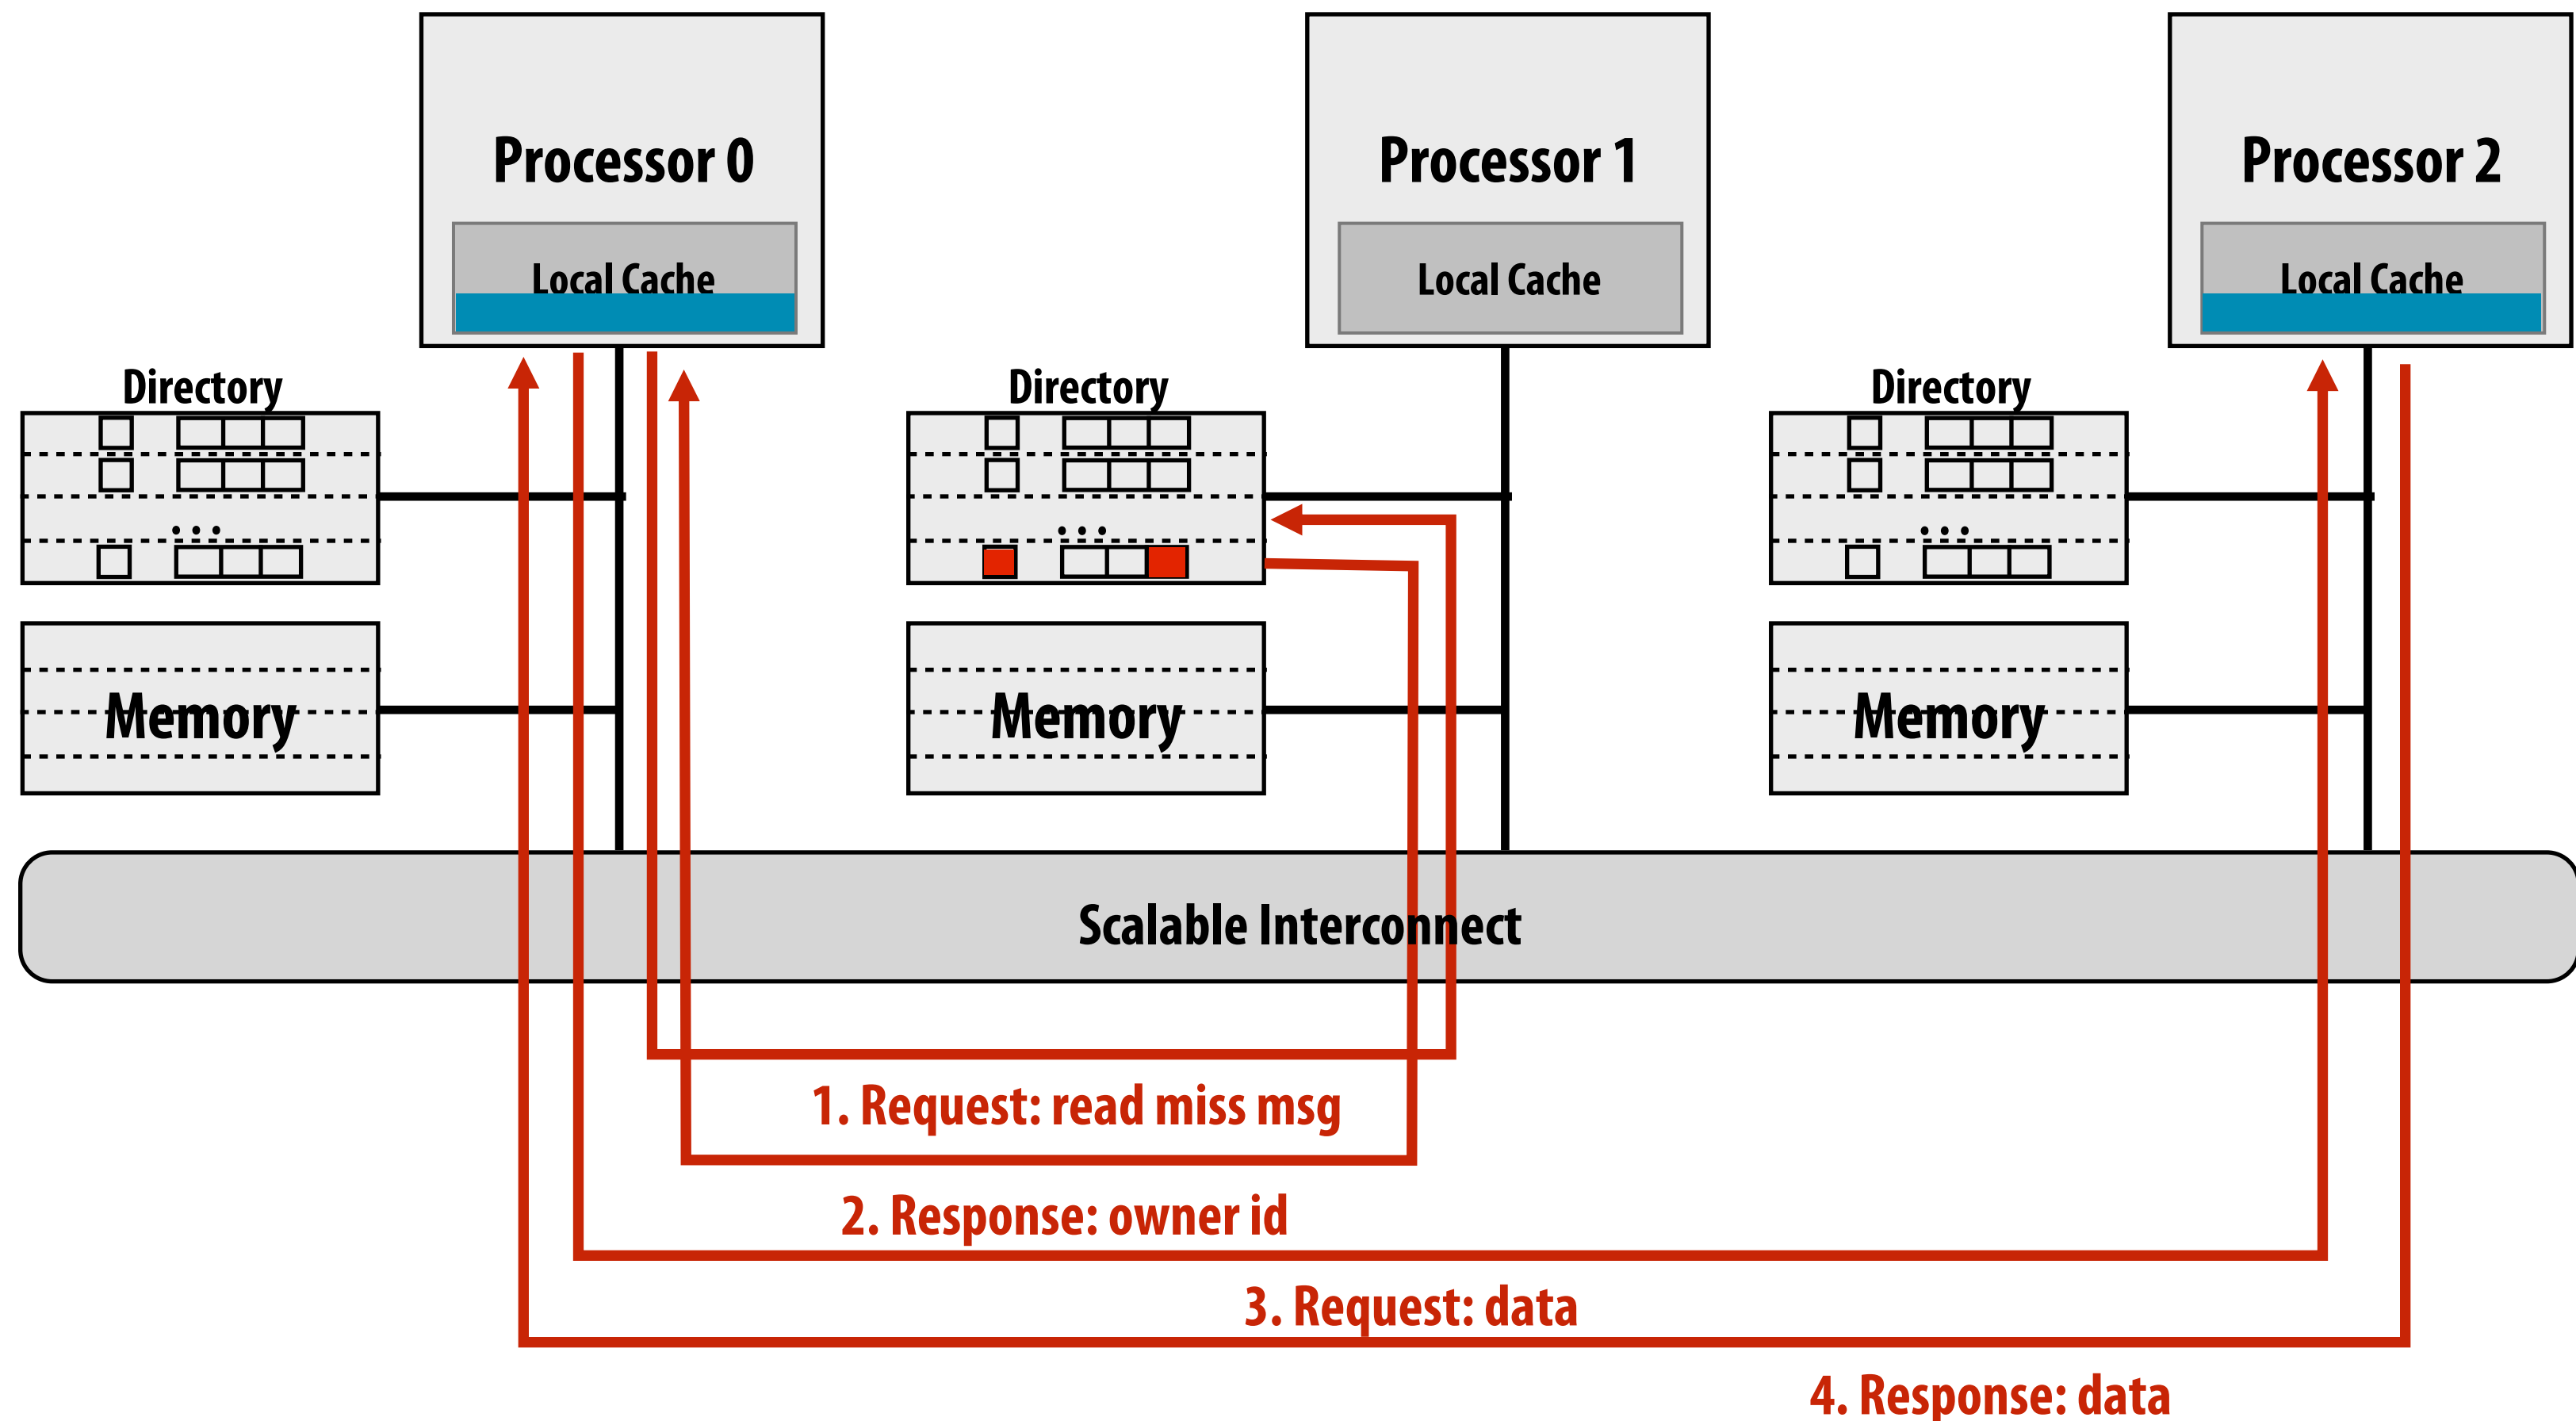 Processor 0
Processor 1
Processor 2
Local Cache
Local Cache
Local Cache
Directory
Directory
Directory
. . .
. . .
. . .
Memory
Memory
Memory
Scalable Interconnect
1. Request: read miss msg
2. Response: owner id
3. Request: data
4. Response: data